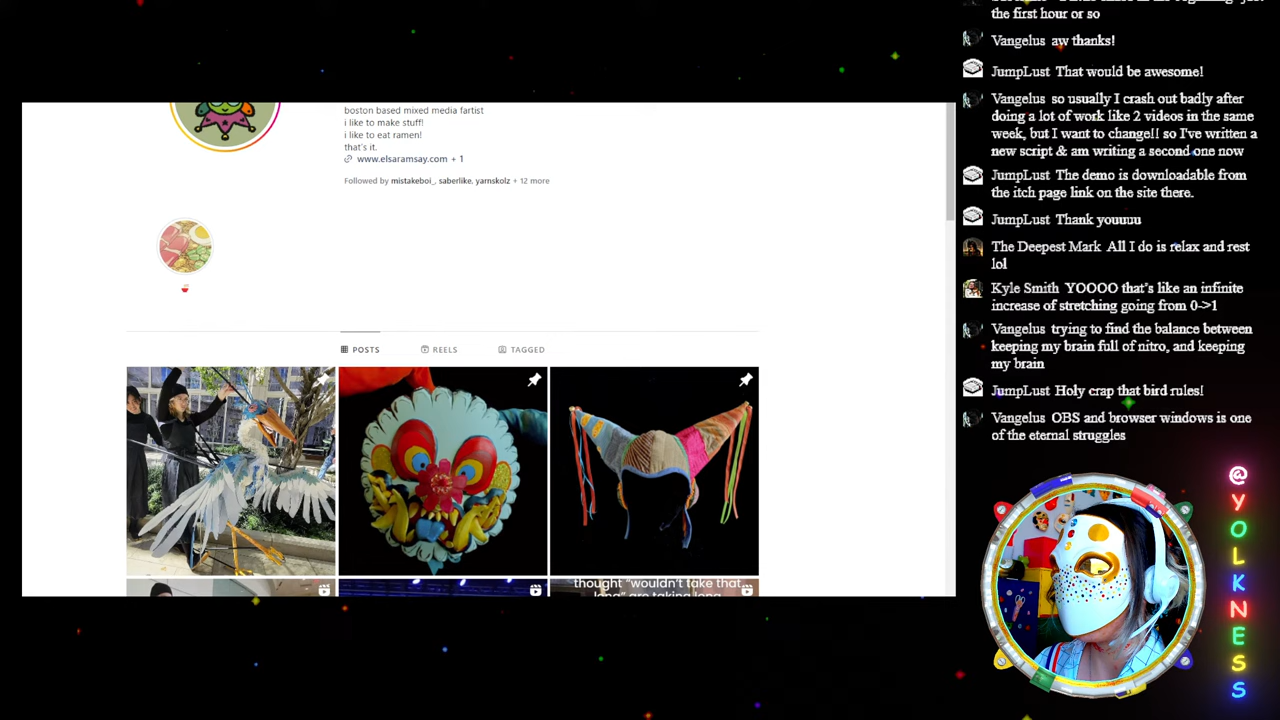 boston based mixed media fartist
i like to make stuff!
i like to eat ramen!
that's it.
www.elsaramsay.com + 1
Followed by mistakeboi_, saberlike, yarnskolz + 12 more
POSTS
REELS
TAGGED
thought "wouldn't take that
long" are taking long
the first hour or so
Vangelus aw thanks!
JumpLust That would be awesome!
Vangelus so usually I crash out badly after
doing a lot of work like 2 videos in the same
week, but I want to change!! so I've written a
new script & am writing a second one now
JumpLust The demo is downloadable from
the itch page link on the site there.
JumpLust Thank youuuu
The Deepest Mark All I do is relax and rest
lol
Kyle Smith YOOOO that's like an infinite
increase of stretching going from 0->1
Vangelus trying to find the balance between
keeping my brain full of nitro, and keeping
my brain
JumpLust Holy crap that bird rules!
Vangelus OBS and browser windows is one
of the eternal struggles
@YOLKNESS